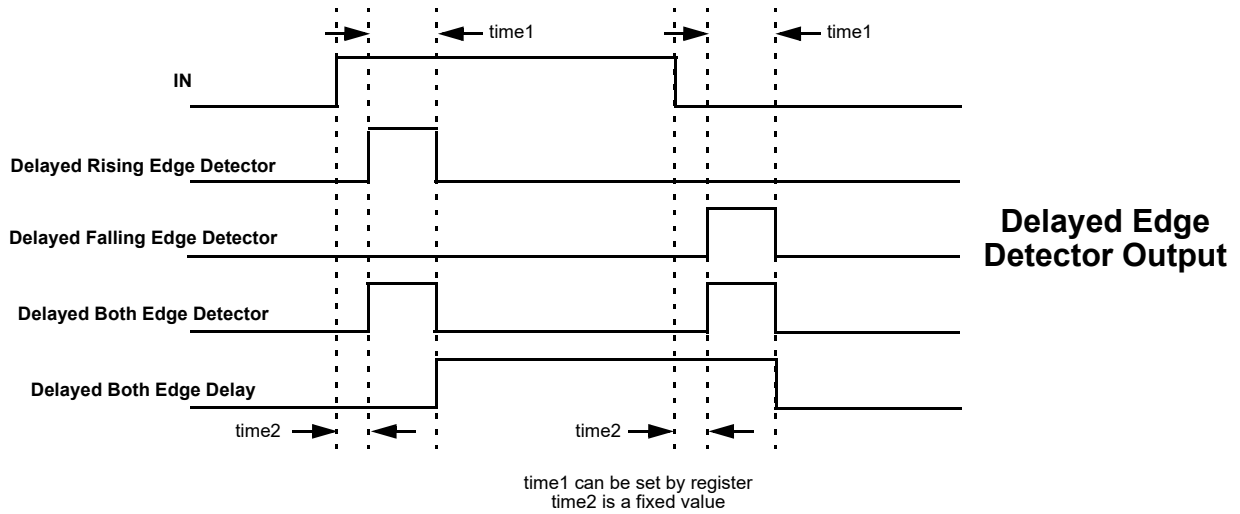 time1
time1
IN
Delayed Rising Edge Detector
Delayed Falling Edge Detector
Delayed Both Edge Detector
Delayed Both Edge Delay
time2
time2
Delayed Edge
Detector Output
time1 can be set by register
time2 is a fixed value